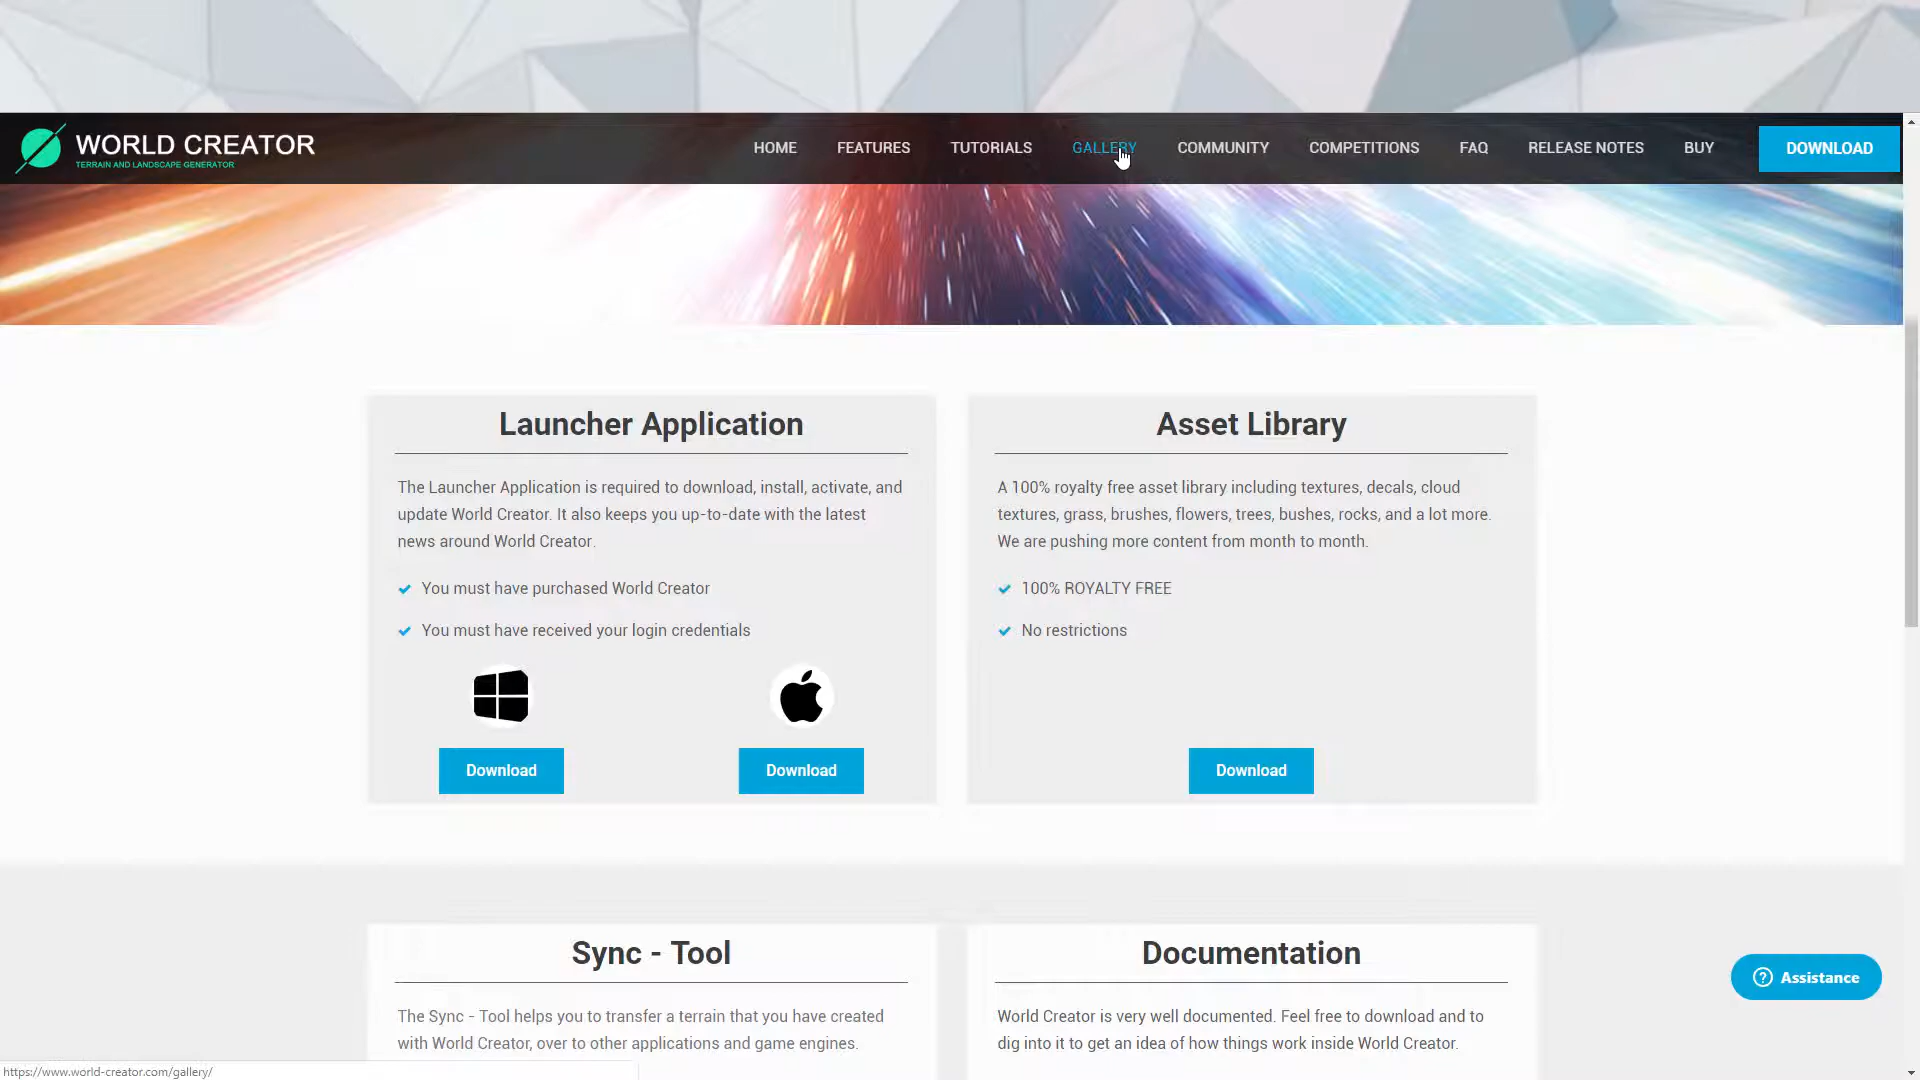 WORLD CREATOR
TERRAIN AND LANDSCAPE GENERATOR
HOME FEATURES TUTORIALS GALLERY COMMUNITY COMPETITIONS FAQ RELEASE NOTES BUY DOWNLOAD
Launcher Application
The Launcher Application is required to download, install, activate, and
update World Creator. It also keeps you up-to-date with the latest
news around World Creator.
You must have purchased World Creator
You must have received your login credentials
Download Download
Asset Library
A 100% royalty free asset library including textures, decals, cloud
textures, grass, brushes, flowers, trees, bushes, rocks, and a lot more.
We are pushing more content from month to month.
100% ROYALTY FREE
No restrictions
Download
Sync - Tool
The Sync - Tool helps you to transfer a terrain that you have created
with World Creator, over to other applications and game engines.
Documentation
World Creator is very well documented. Feel free to download and to
dig into it to get an idea of how things work inside World Creator.
? Assistance
https://www.world-creator.com/gallery/